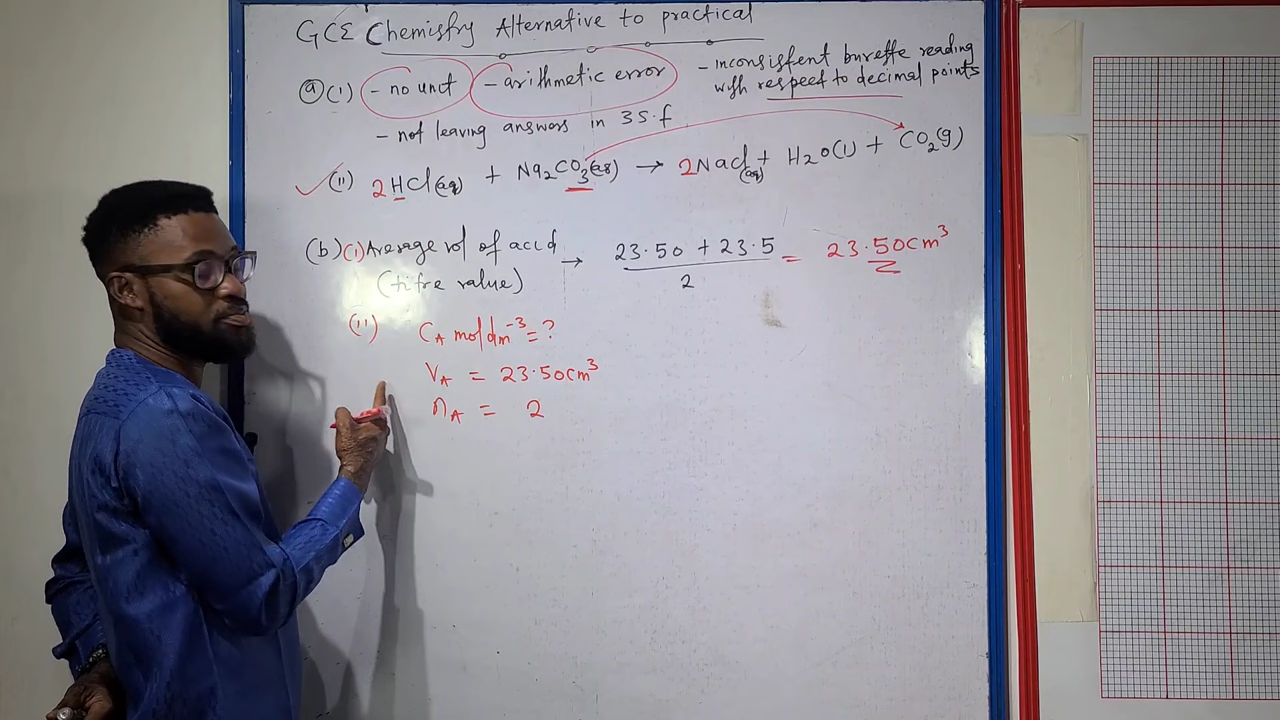 GCE Chemistry Alternative to practical
(a)(i) - no unit - arithmetic error - inconsistent burette reading
with respect to decimal points
- not leaving answers in 3 s.f
(ii) 2HCl(aq) + Na₂CO₃(aq) → 2NaCl(aq) + H₂O(l) + CO₂(g)
(b)(i) Average vol of acid → 23.50 + 23.5 / 2 = 23.50cm³
(titre value)
(ii) C_A moldm⁻³ = ?
V_A = 23.50cm³
n_A = 2